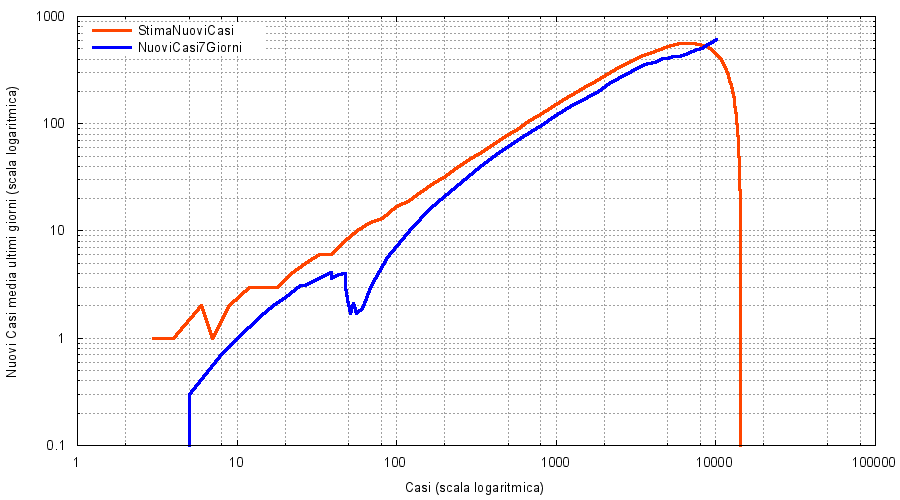 1000
StimaNuoviCasi
NuoviCasi7Giorni
100
10
1
0.1
Nuovi Casi media ultimi giorni (scala logaritmica)
1 10 100 1000 10000 100000
Casi (scala logaritmica)